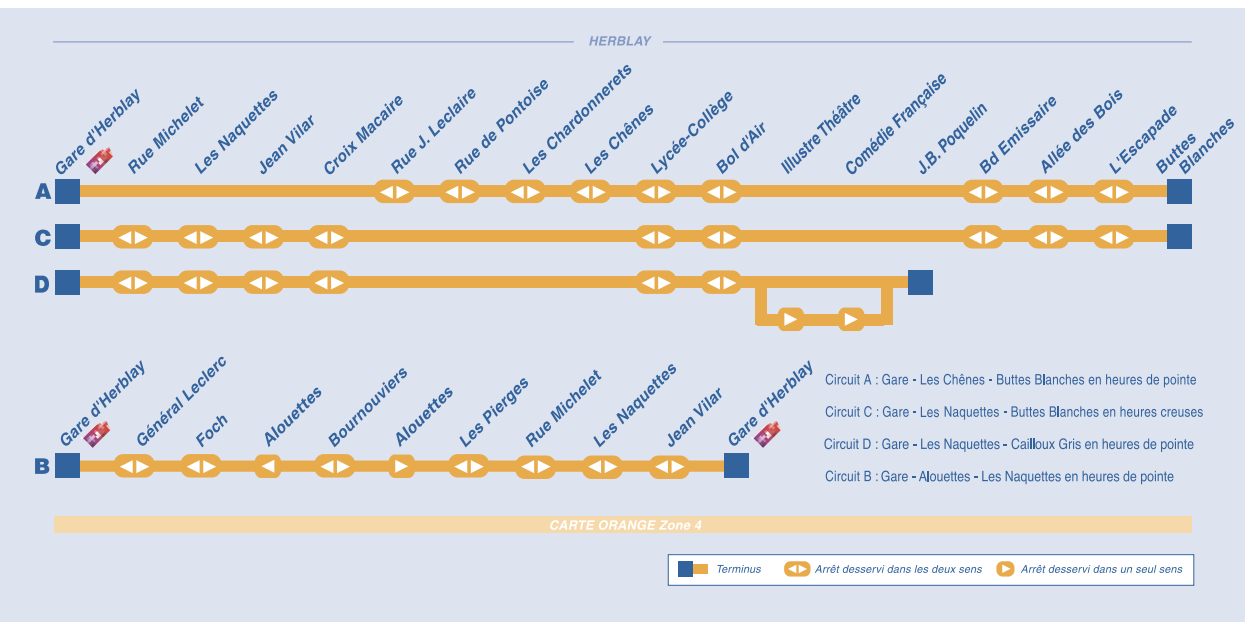 HERBLAY
Gare d'Herblay
Rue Michelet
Les Naquettes
Jean Vilar
Croix Macaire
Rue J. Leclaire
Rue de Pontoise
Les Chardonnerets
Les Chênes
Lycée-Collège
Bol d'Air
Illustre Théâtre
Comédie Française
J.B. Poquelin
Bd Emissaire
Allée des Bois
L'Escapade
Buttes
Blanches
A
C
D
Gare d'Herblay
Général Leclerc
Foch
Alouettes
Bournouviers
Alouettes
Les Pierges
Rue Michelet
Les Naquettes
Jean Vilar
Gare d'Herblay
B
Circuit A : Gare - Les Chênes - Buttes Blanches en heures de pointe
Circuit C : Gare - Les Naquettes - Buttes Blanches en heures creuses
Circuit D : Gare - Les Naquettes - Cailloux Gris en heures de pointe
Circuit B : Gare - Alouettes - Les Naquettes en heures de pointe
CARTE ORANGE Zone 4
Terminus
Arrêt desservi dans les deux sens
Arrêt desservi dans un seul sens